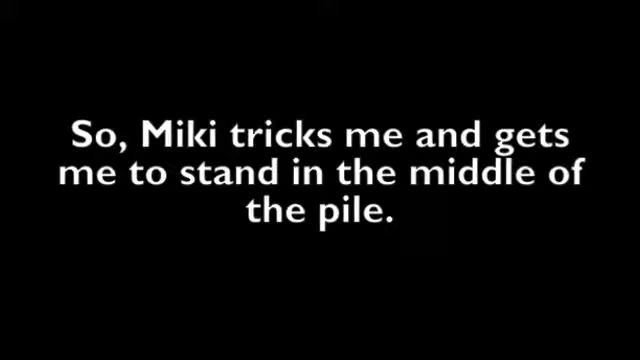 So, Miki tricks me and gets
me to stand in the middle of
the pile.